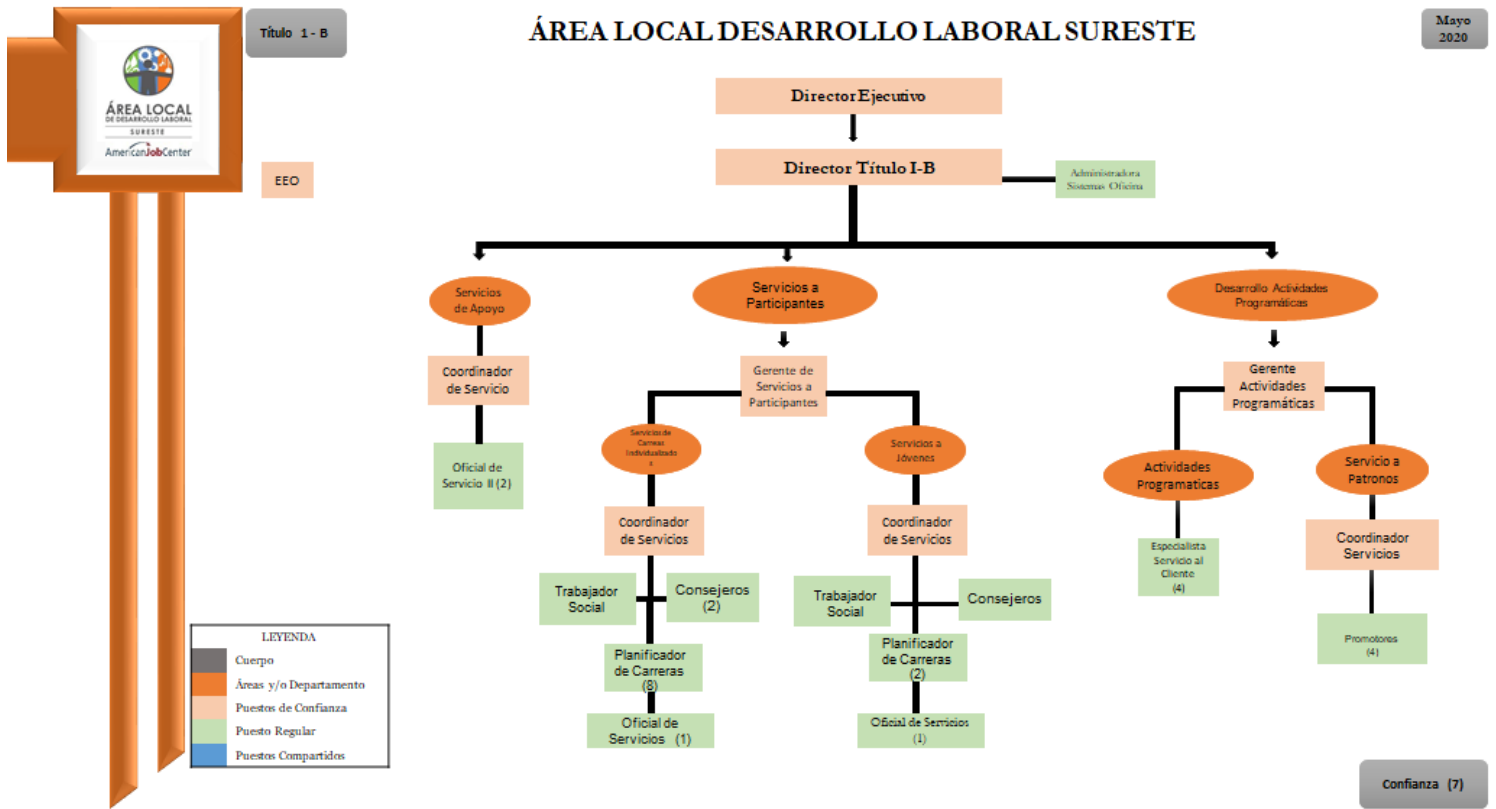 Título 1 - B
ÁREA LOCAL DESARROLLO LABORAL SURESTE
Mayo
2020
ÁREA LOCAL
DE DESARROLLO LABORAL
SURESTE
AmericanJobCenter
EEO
Director Ejecutivo
Director Título I-B
Administradora
Sistemas Oficina
Servicios
de Apoyo
Servicios a
Participantes
Desarrollo Actividades
Programáticas
Coordinador
de Servicio
Gerente de
Servicios a
Participantes
Gerente
Actividades
Programáticas
Oficial de
Servicio II (2)
Servicios de
Carreas
Individualizado
s
Servicios a
Jóvenes
Actividades
Programaticas
Servicio a
Patronos
Coordinador
de Servicios
Coordinador
de Servicios
Especialista
Servicio al
Cliente
(4)
Coordinador
Servicios
Trabajador
Social
Consejeros
(2)
Trabajador
Social
Consejeros
Planificador
de Carreras
(8)
Planificador
de Carreras
(2)
Promotores
(4)
Oficial de
Servicios (1)
Oficial de Servicios
(1)
LEYENDA
Cuerpo
Áreas y/o Departamento
Puestos de Confianza
Puesto Regular
Puestos Compartidos
Confianza (7)